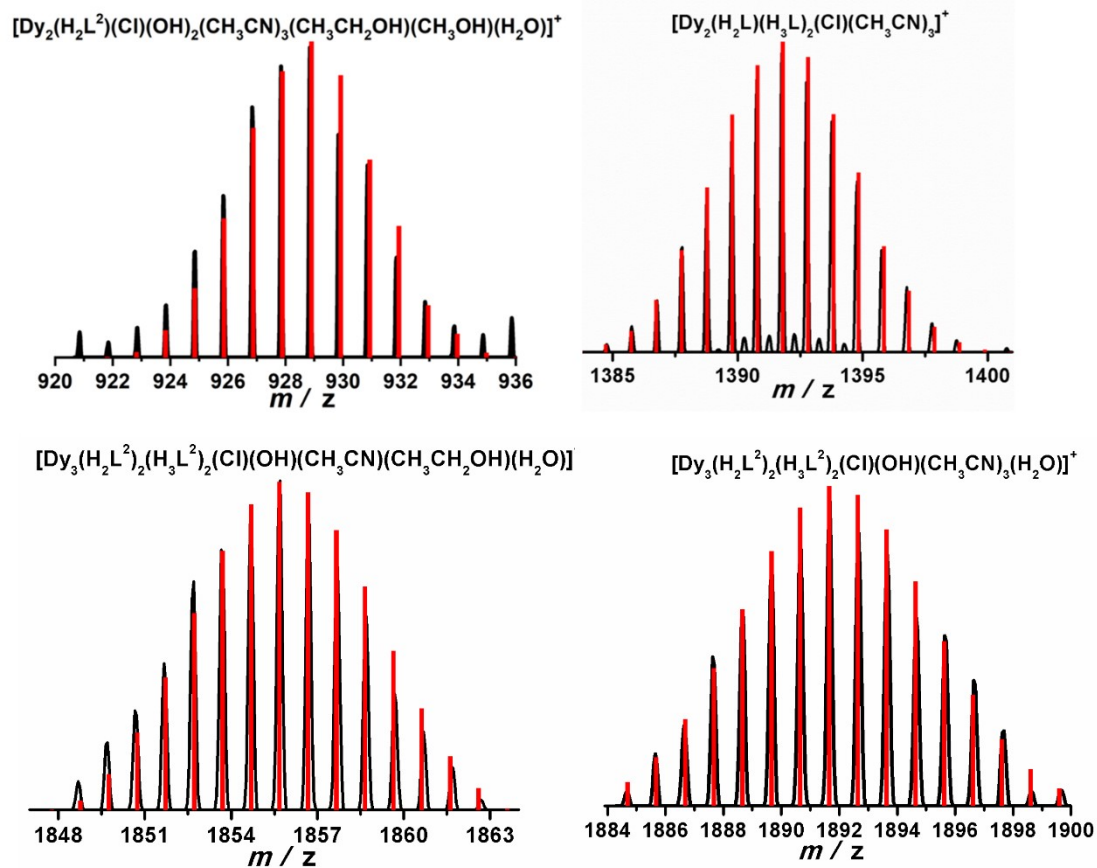 [Dy₂(H₂L²)(Cl)(OH)₂(CH₃CN)₃(CH₃CH₂OH)(CH₃OH)(H₂O)]⁺
920 922 924 926 928 930 932 934 936
m / z
[Dy₂(H₂L)(H₃L)₂(Cl)(CH₃CN)₃]⁺
1385 1390 1395 1400
m / z
[Dy₃(H₂L²)₂(H₃L²)₂(Cl)(OH)(CH₃CN)(CH₃CH₂OH)(H₂O)]
1848 1851 1854 1857 1860 1863
m / z
[Dy₃(H₂L²)₂(H₃L²)₂(Cl)(OH)(CH₃CN)₃(H₂O)]⁺
1884 1886 1888 1890 1892 1894 1896 1898 1900
m / z